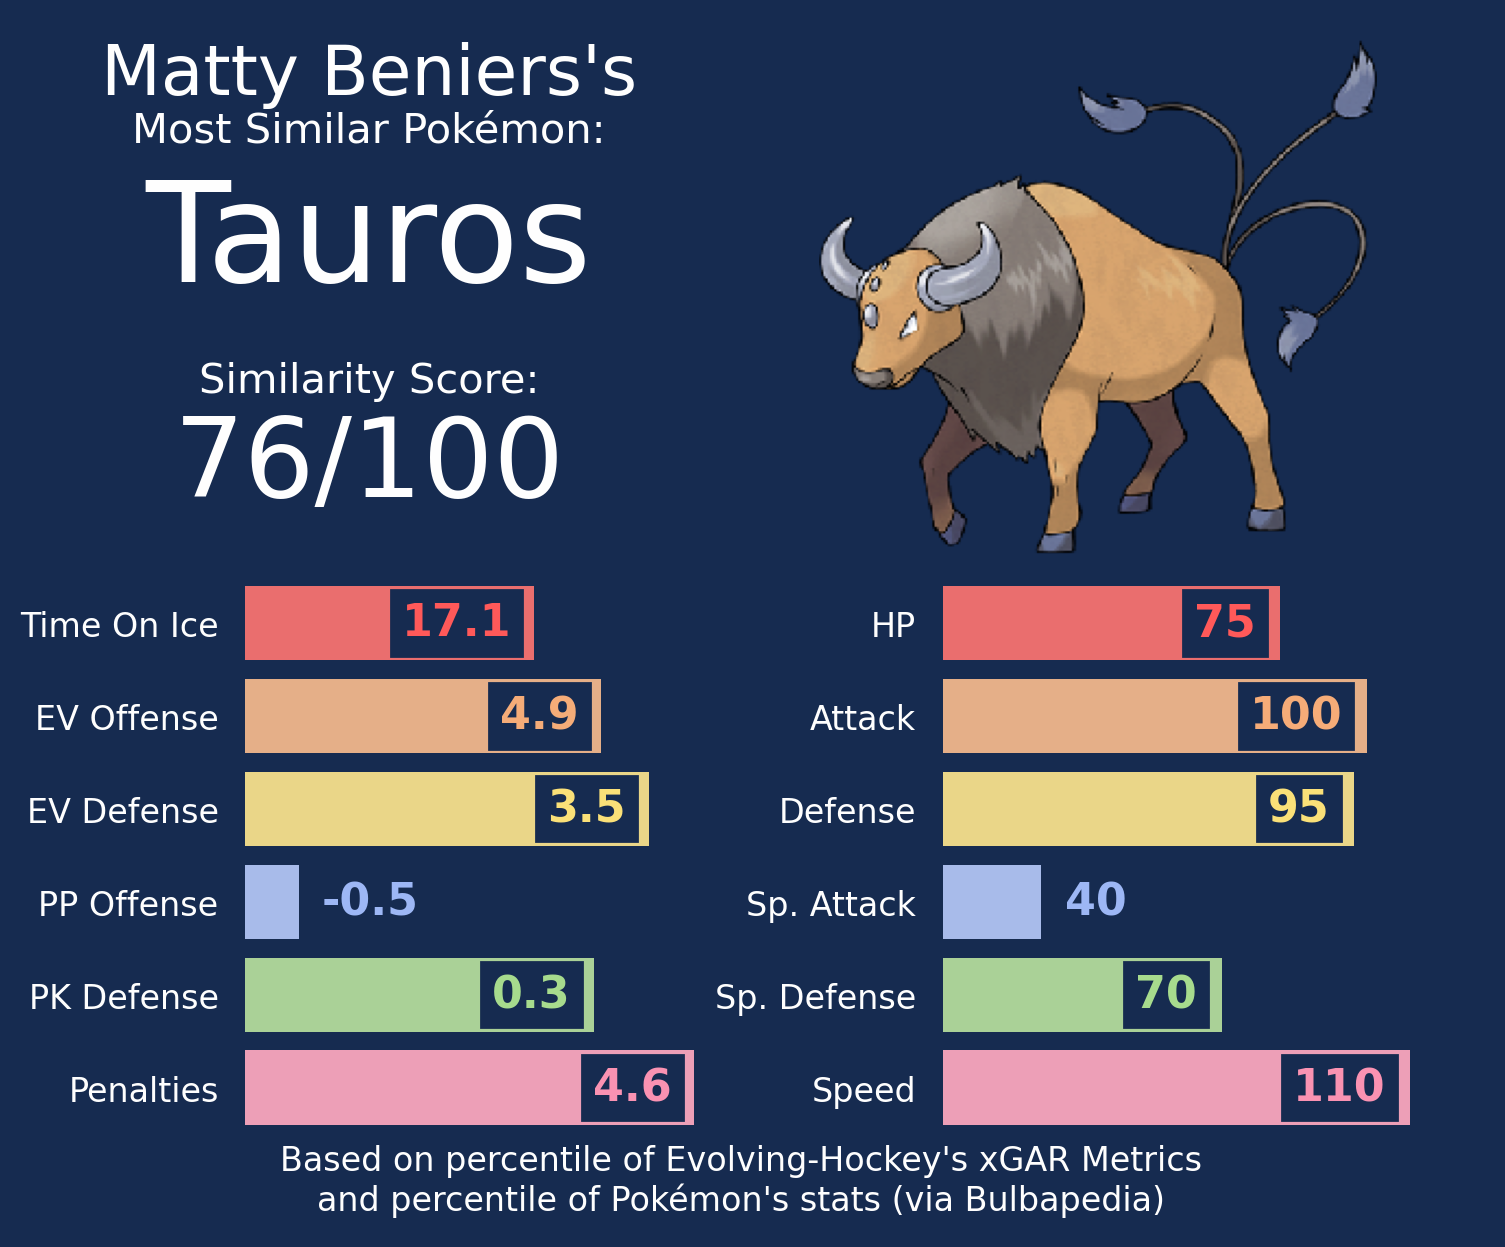 Matty Beniers's
Most Similar Pokémon:
Tauros
Similarity Score:
76/100
Time On Ice 17.1
EV Offense 4.9
EV Defense 3.5
PP Offense -0.5
PK Defense 0.3
Penalties 4.6
HP 75
Attack 100
Defense 95
Sp. Attack 40
Sp. Defense 70
Speed 110
Based on percentile of Evolving-Hockey's xGAR Metrics
and percentile of Pokémon's stats (via Bulbapedia)